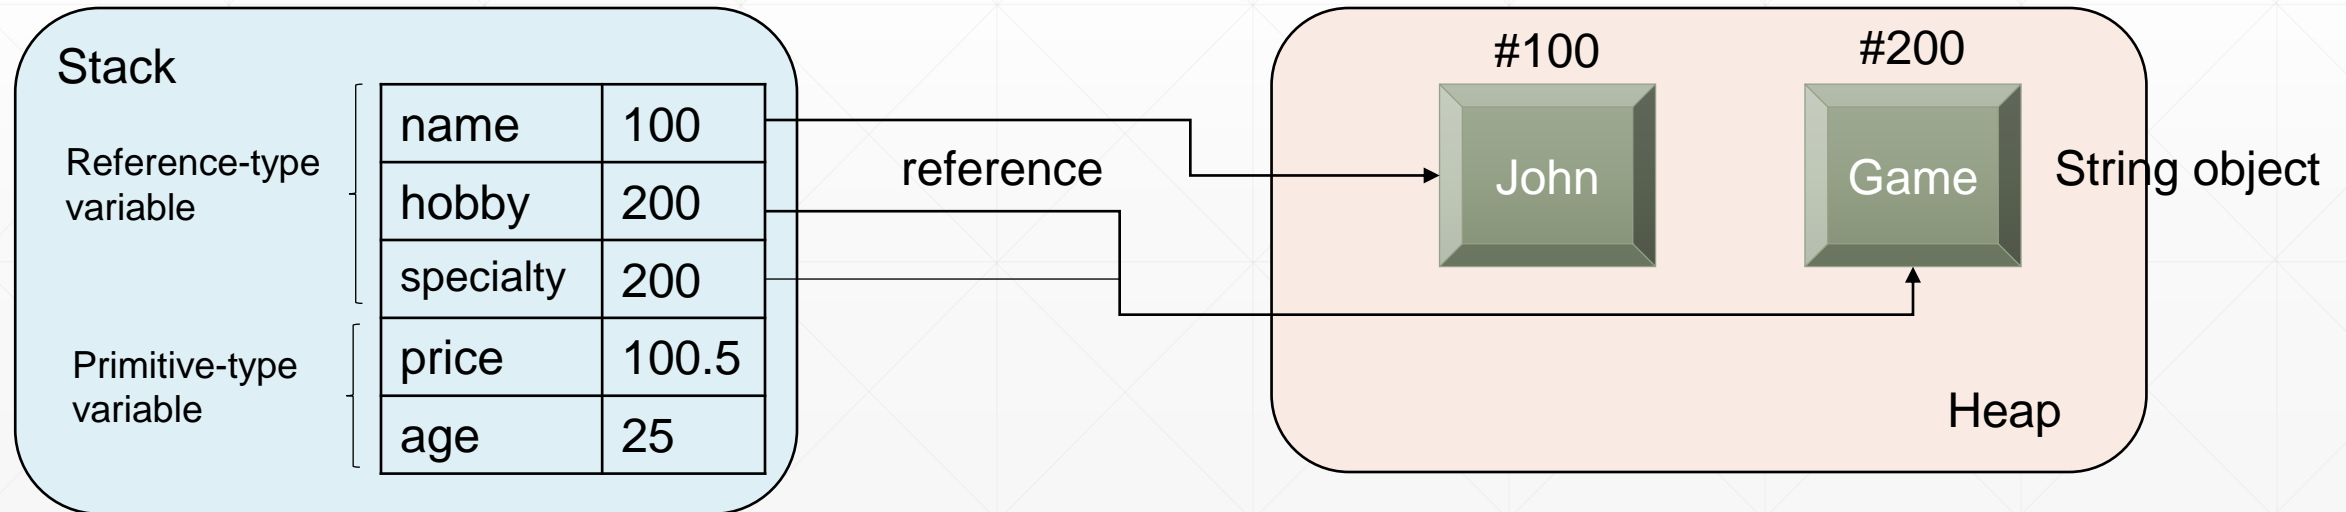 Stack
Reference-type
variable
Primitive-type
variable
name 100
hobby 200
specialty 200
price 100.5
age 25
reference
#100
#200
John
Game
String object
Heap